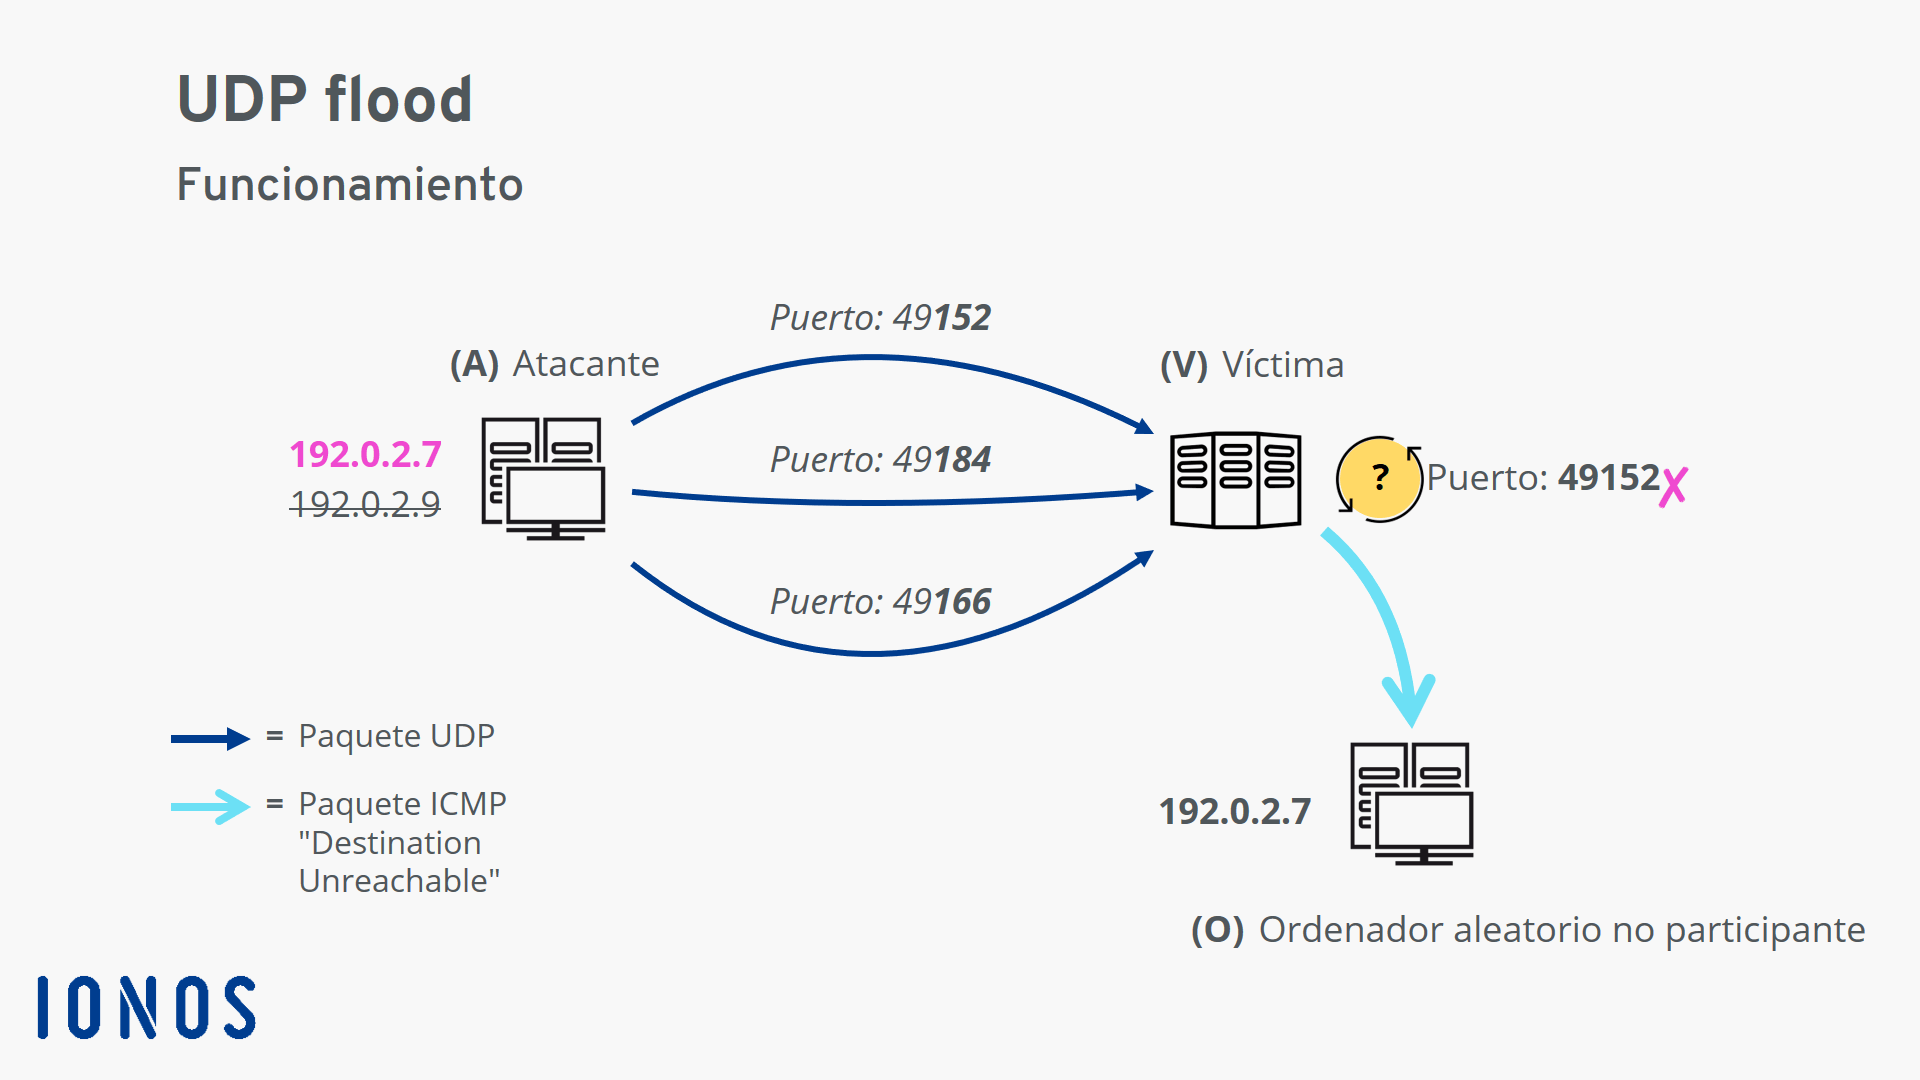 UDP flood
Funcionamiento
Puerto: 49152
(A) Atacante
(V) Víctima
192.0.2.7
192.0.2.9
Puerto: 49184
?
Puerto: 49152
Puerto: 49166
= Paquete UDP
= Paquete ICMP
"Destination
Unreachable"
192.0.2.7
(O) Ordenador aleatorio no participante
IONOS